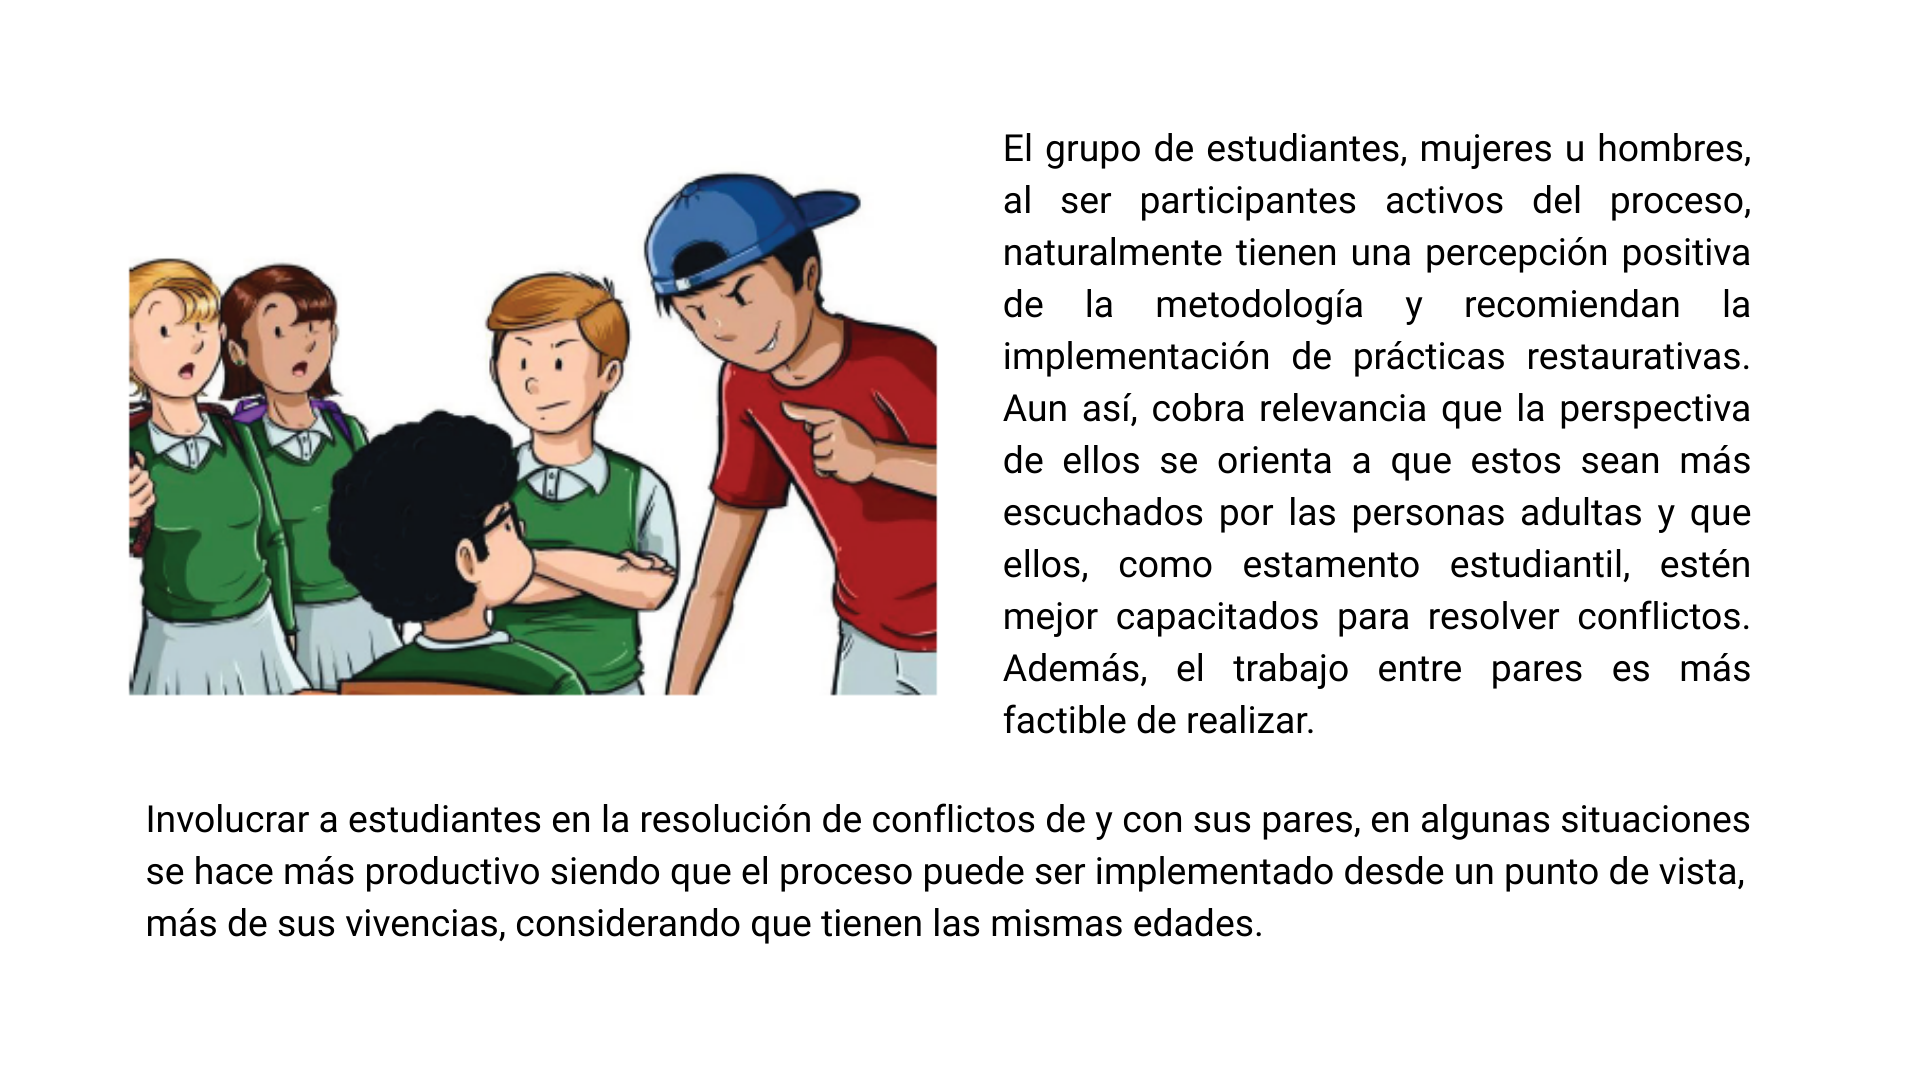 El grupo de estudiantes, mujeres u hombres,
al ser participantes activos del proceso,
naturalmente tienen una percepción positiva
de la metodología y recomiendan la
implementación de prácticas restaurativas.
Aun así, cobra relevancia que la perspectiva
de ellos se orienta a que estos sean más
escuchados por las personas adultas y que
ellos, como estamento estudiantil, estén
mejor capacitados para resolver conflictos.
Además, el trabajo entre pares es más
factible de realizar.
Involucrar a estudiantes en la resolución de conflictos de y con sus pares, en algunas situaciones
se hace más productivo siendo que el proceso puede ser implementado desde un punto de vista,
más de sus vivencias, considerando que tienen las mismas edades.